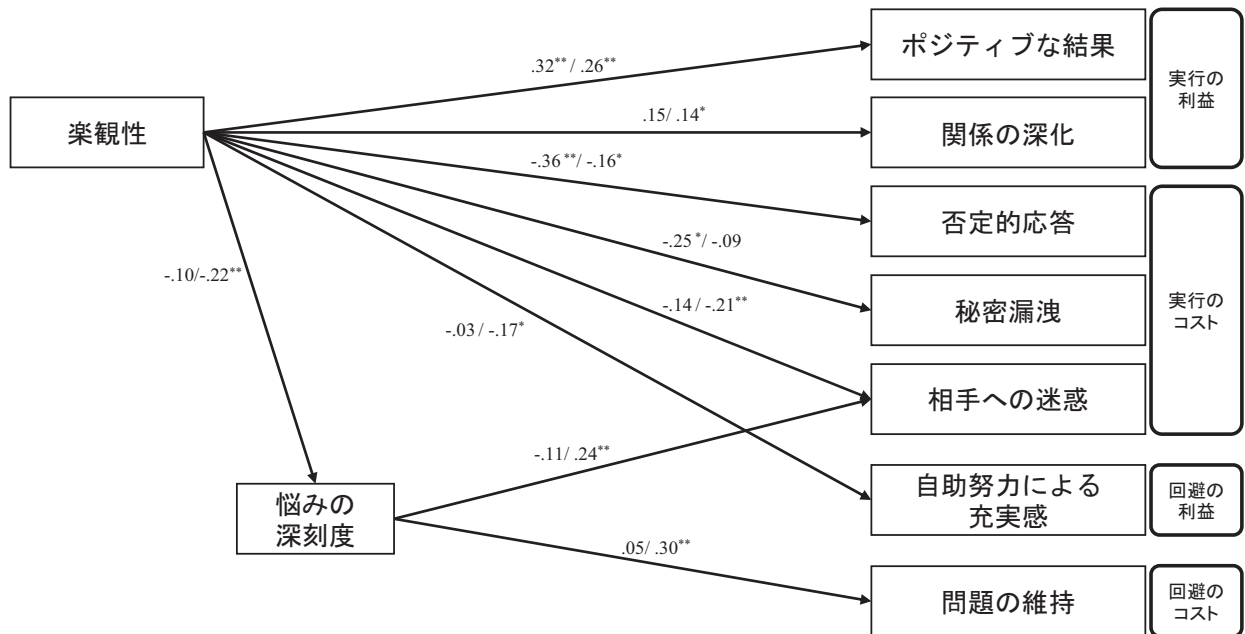 ポジティブな結果
実行の
利益
.32** / .26**
楽観性
.15/ .14*
関係の深化
-.36**/ -.16*
否定的応答
-.25*/ -.09
-.10/-.22**
秘密漏洩
実行の
コスト
-.14 / -.21**
-.03 / -.17*
相手への迷惑
-.11/ .24**
悩みの
深刻度
自助努力による
充実感
回避の
利益
.05/ .30**
問題の維持
回避の
コスト